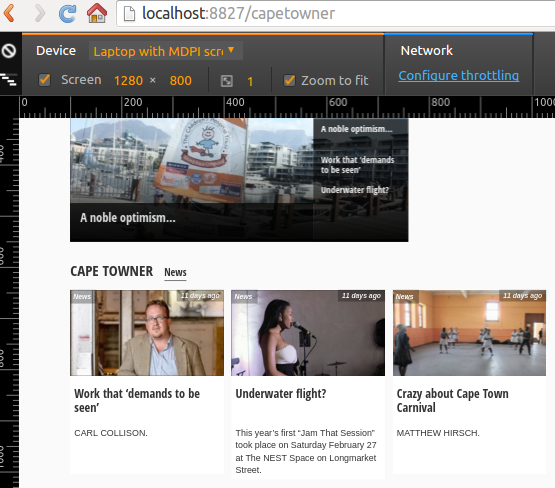 localhost:8827/capetowner
Device
Laptop with MDPI scr
Network
Screen
1280 × 800
1
Zoom to fit
Configure throttling
0
200
400
600
800
1000
A noble optimism...
Work that ‘demands
to be seen’
Underwater flight?
A noble optimism...
CAPE TOWNER
News
News
11 days ago
News
11 days ago
News
11 days ago
Work that ‘demands to be
seen’
Underwater flight?
Crazy about Cape Town
Carnival
CARL COLLISON.
This year’s first “Jam That Session”
took place on Saturday February 27
at The NEST Space on Longmarket
Street.
MATTHEW HIRSCH.
400
600
800
1000